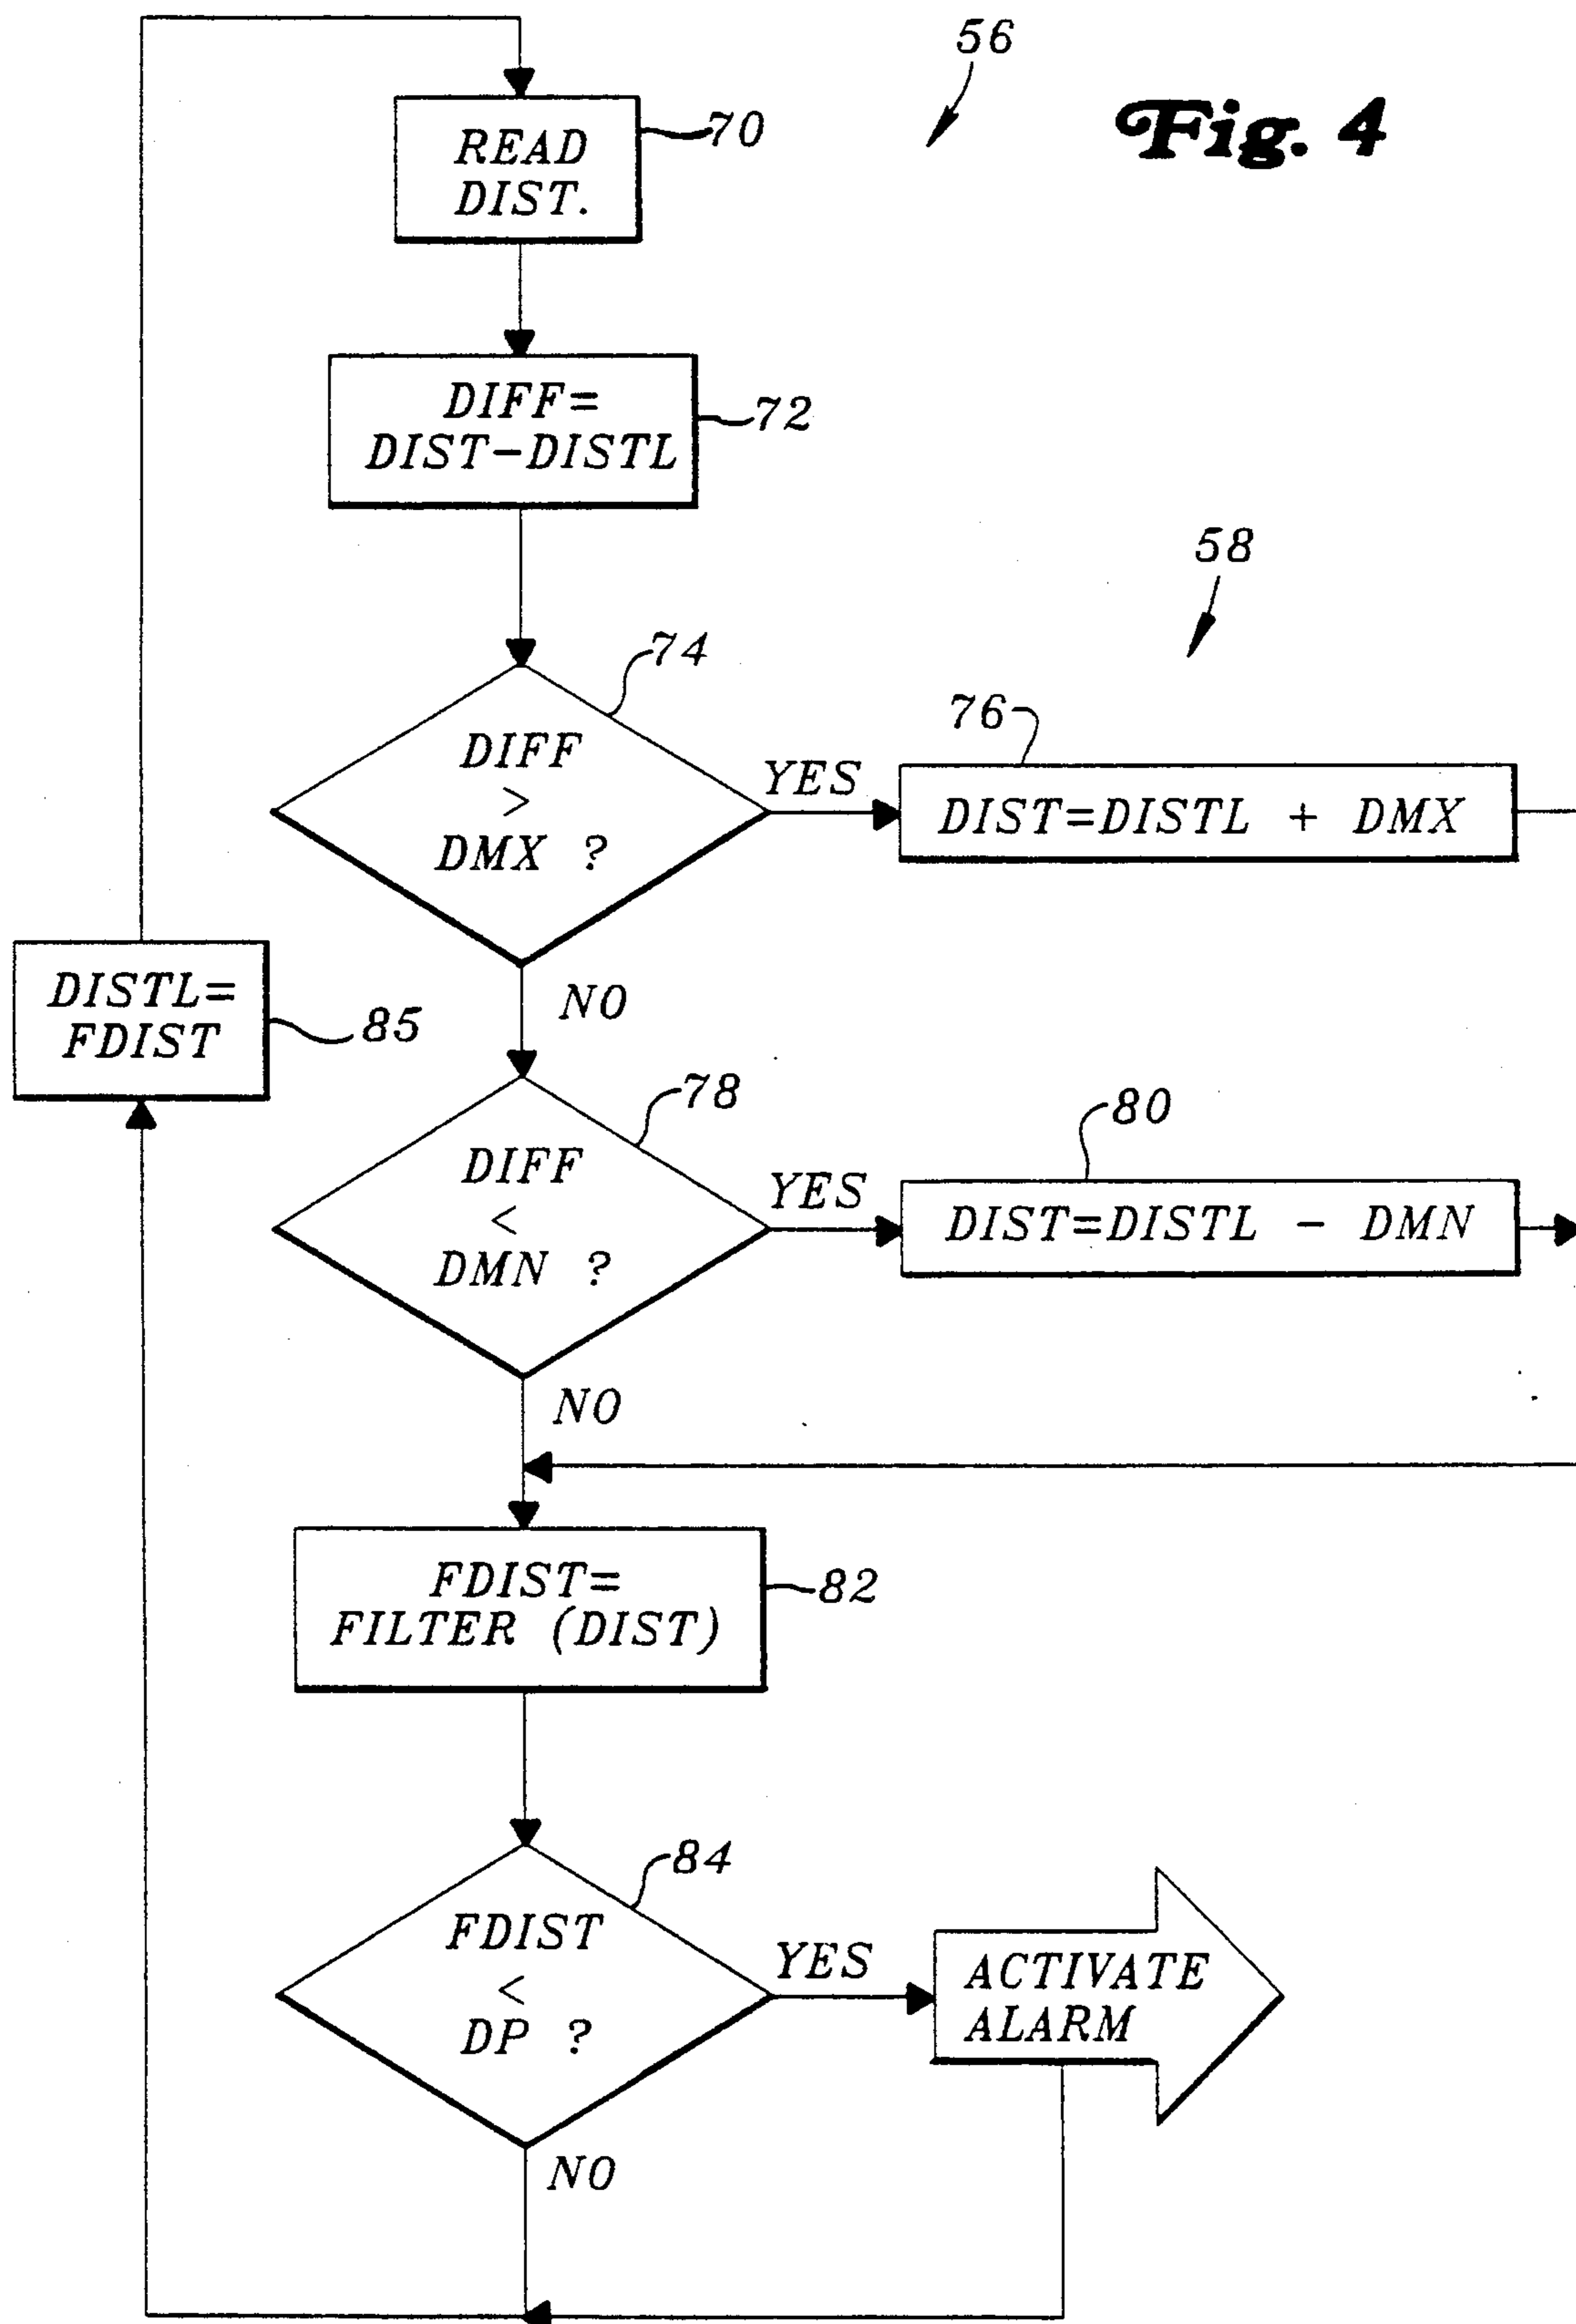 56
Fig. 4
READ
DIST.
70
DIFF=
DIST-DISTL
72
58
74
DIFF
>
DMX ?
YES
76
DIST=DISTL + DMX
NO
DISTL=
FDIST
85
78
DIFF
<
DMN ?
YES
80
DIST=DISTL - DMN
NO
FDIST=
FILTER (DIST)
82
84
FDIST
<
DP ?
YES
ACTIVATE
ALARM
NO